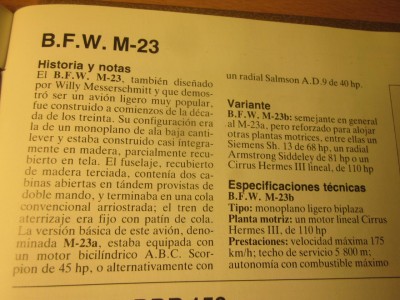 B.F.W. M-23
Historia y notas
El B.F.W. M-23, también diseñado
por Willy Messerschmitt y que demos-
tró ser un avión ligero muy popular,
fue construido a comienzos de la déca-
da de los treinta. Su configuración era
la de un monoplano de ala baja canti-
lever y estaba construido casi íntegra-
mente en madera, parcialmente recu-
bierto en tela. El fuselaje, recubierto
de madera terciada, contenía dos ca-
binas abiertas en tándem provistas de
doble mando, y terminaba en una cola
convencional arriostrada; el tren de
aterrizaje era fijo con patín de cola.
La versión básica de este avión, deno-
minada M-23a, estaba equipada con
un motor bicilíndrico A.B.C. Scor-
pion de 45 hp, o alternativamente con
un radial Salmson A.D.9 de 40 hp.
Variante
B.F.W. M-23b: semejante en general
al M-23a, pero reforzado para alojar
otras plantas motrices, entre ellas un
Siemens Sh. 13 de 68 hp, un radial
Armstrong Siddeley de 81 hp o un
Cirrus Hermes III lineal, de 110 hp
Especificaciones técnicas
B.F.W. M-23b
Tipo: monoplano ligero biplaza
Planta motriz: un motor lineal Cirrus
Hermes III, de 110 hp
Prestaciones: velocidad máxima 175
km/h; techo de servicio 5 800 m;
autonomía con combustible máximo